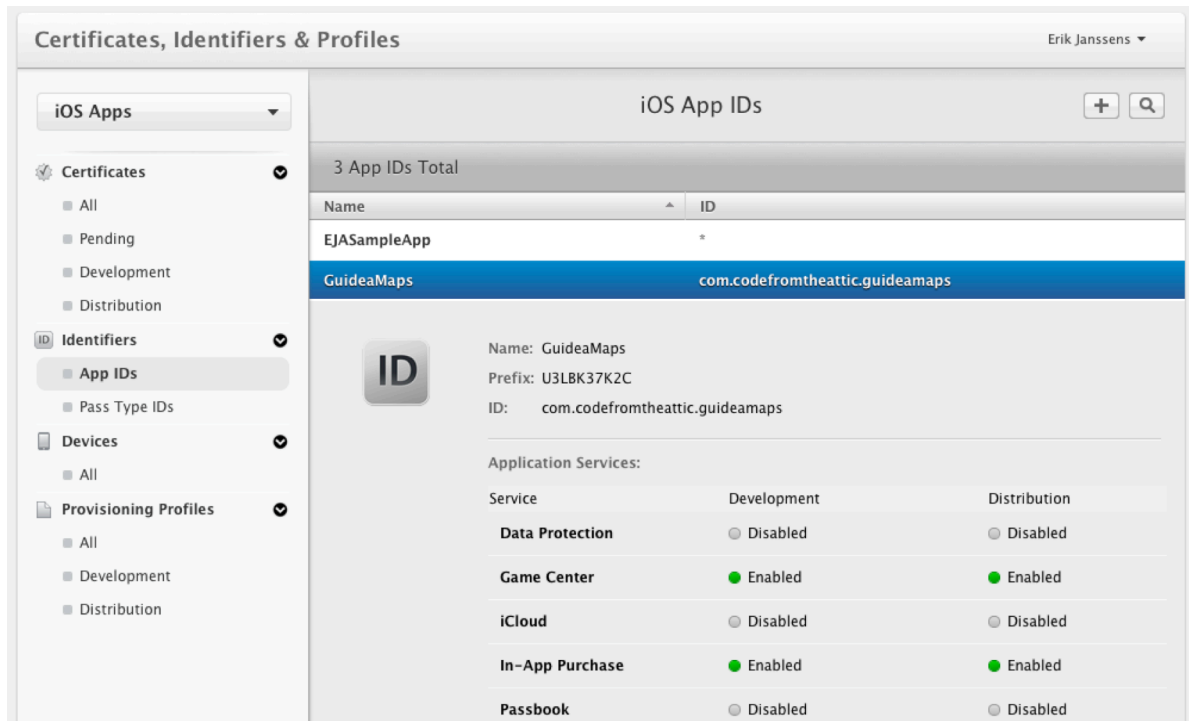 Certificates, Identifiers & Profiles
Erik Janssens
iOS Apps
Certificates
All
Pending
Development
Distribution
ID Identifiers
App IDs
Pass Type IDs
Devices
All
Provisioning Profiles
All
Development
Distribution
iOS App IDs
3 App IDs Total
Name ID
EJASampleApp *
GuideaMaps com.codefromtheattic.guideamaps
ID
Name: GuideaMaps
Prefix: U3LBK37K2C
ID: com.codefromtheattic.guideamaps
Application Services:
Service Development Distribution
Data Protection Disabled Disabled
Game Center Enabled Enabled
iCloud Disabled Disabled
In-App Purchase Enabled Enabled
Passbook Disabled Disabled